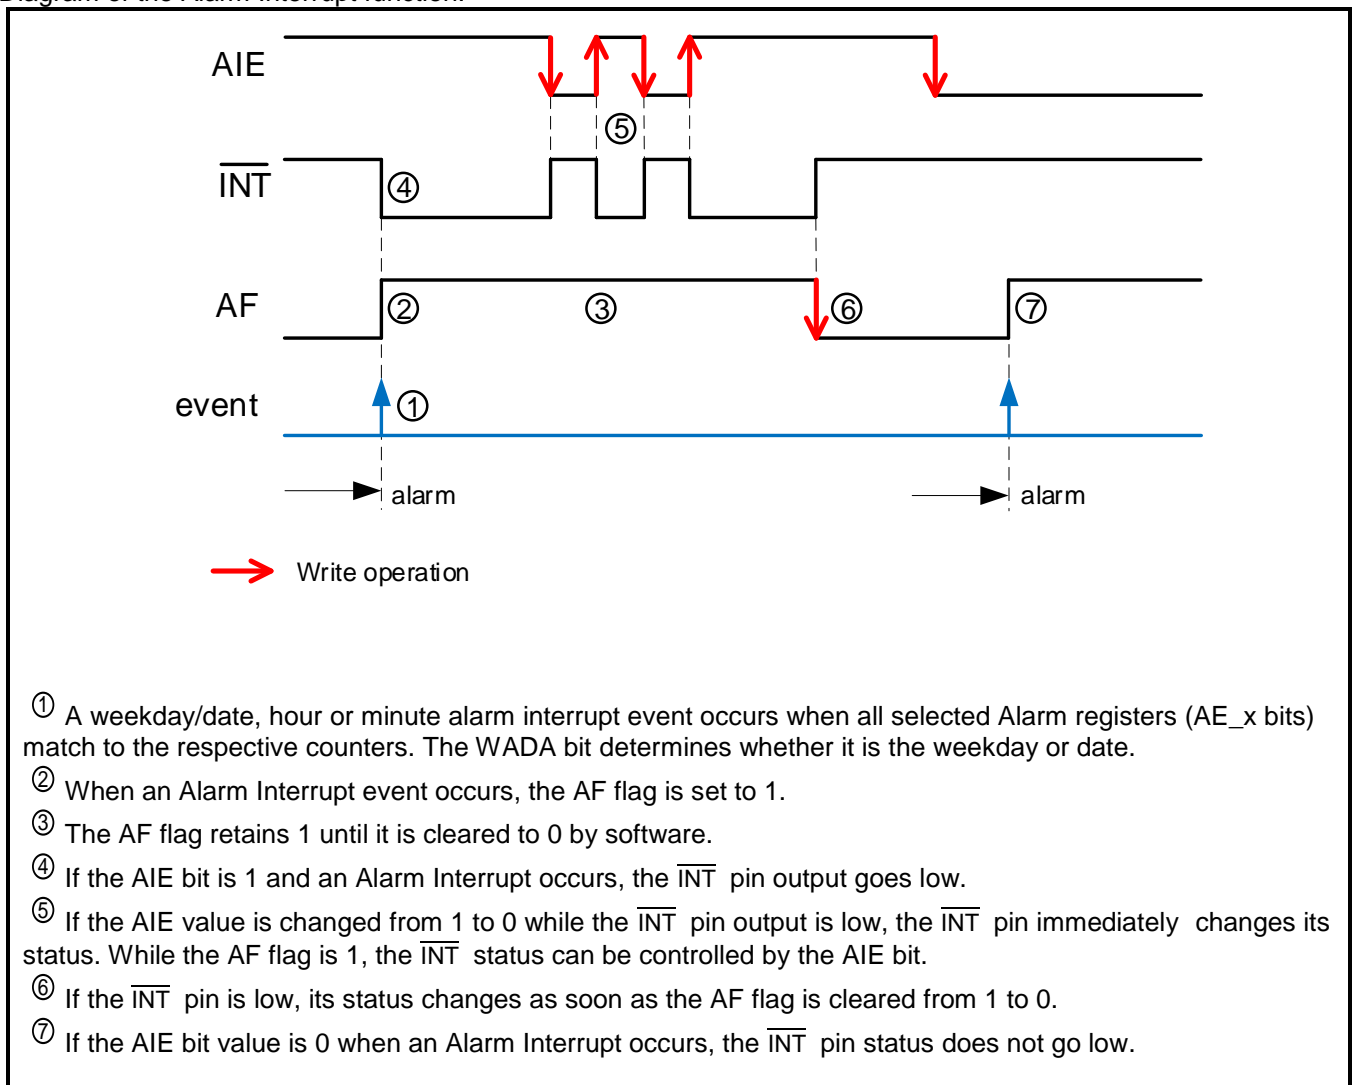 Diagram of the Alarm Interrupt function:
AIE
⑤
INT
④
AF
② ③ ⑥ ⑦
event
①
alarm alarm
Write operation
① A weekday/date, hour or minute alarm interrupt event occurs when all selected Alarm registers (AE_x bits)
match to the respective counters. The WADA bit determines whether it is the weekday or date.
② When an Alarm Interrupt event occurs, the AF flag is set to 1.
③ The AF flag retains 1 until it is cleared to 0 by software.
④ If the AIE bit is 1 and an Alarm Interrupt occurs, the INT pin output goes low.
⑤ If the AIE value is changed from 1 to 0 while the INT pin output is low, the INT pin immediately changes its
status. While the AF flag is 1, the INT status can be controlled by the AIE bit.
⑥ If the INT pin is low, its status changes as soon as the AF flag is cleared from 1 to 0.
⑦ If the AIE bit value is 0 when an Alarm Interrupt occurs, the INT pin status does not go low.